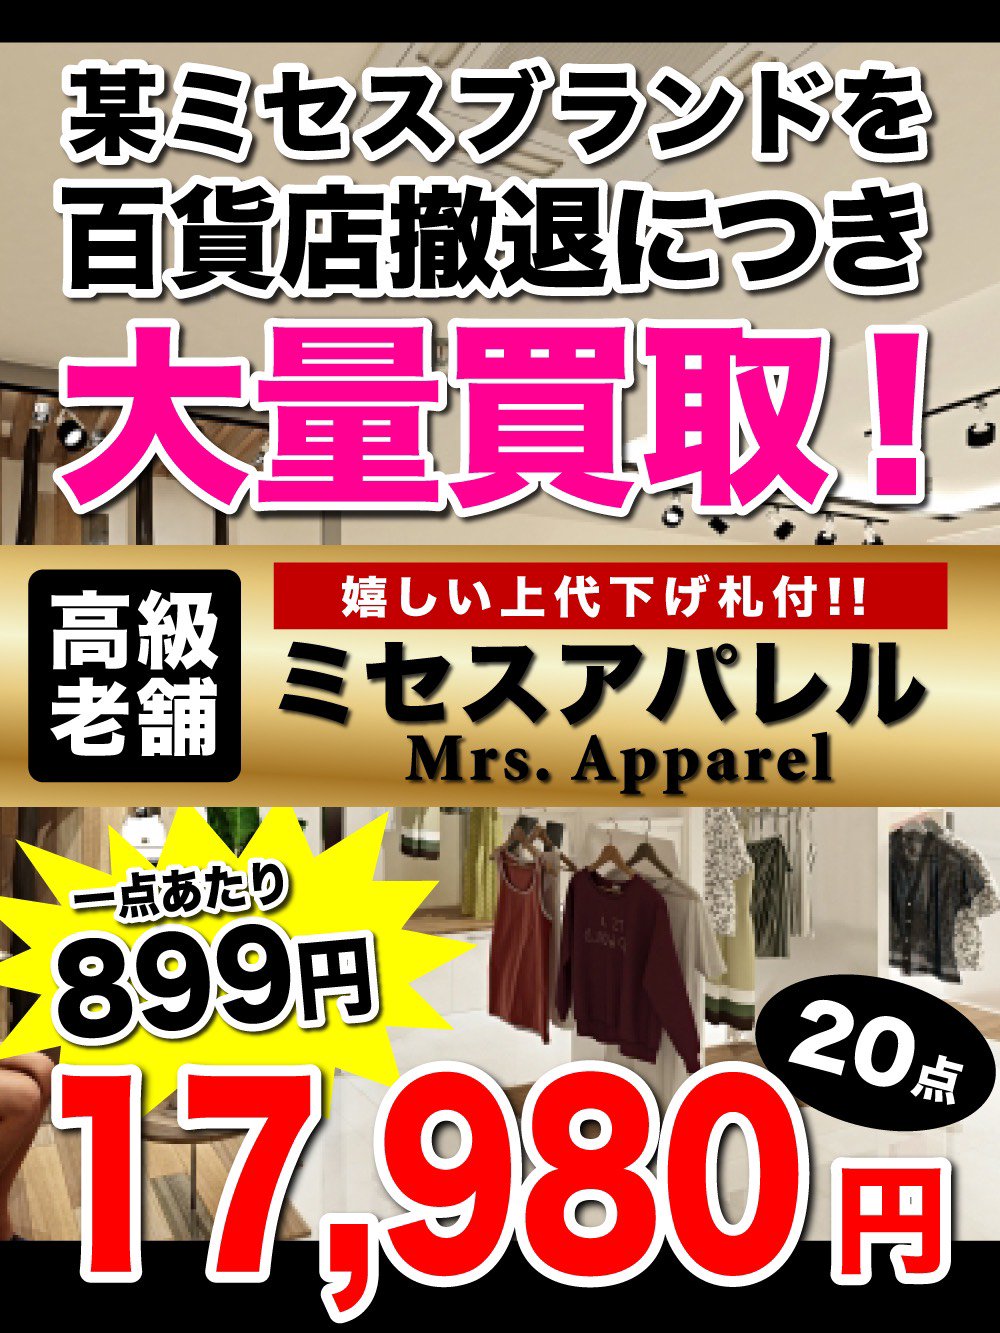 某ミセスブランドを
百貨店撤退につき
大量買取!
高級
老舗
嬉しい上代下げ札付!!
ミセスアパレル
Mrs. Apparel
一点あたり
899円
20点
17,980円